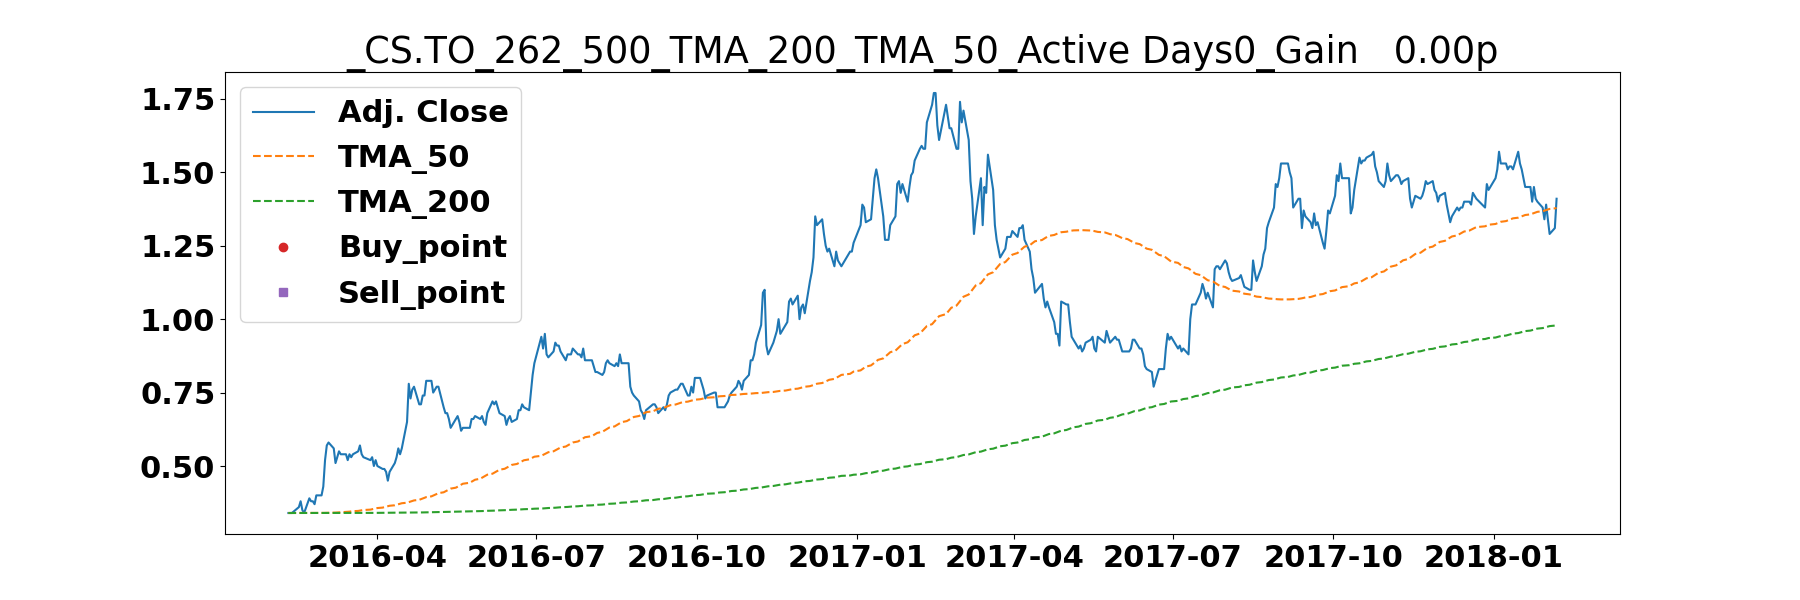 _CS.TO_262_500_TMA_200_TMA_50_Active Days0_Gain   0.00p
1.75
1.50
1.25
1.00
0.75
0.50
Adj. Close
TMA_50
TMA_200
Buy_point
Sell_point
2016-04 2016-07 2016-10 2017-01 2017-04 2017-07 2017-10 2018-01